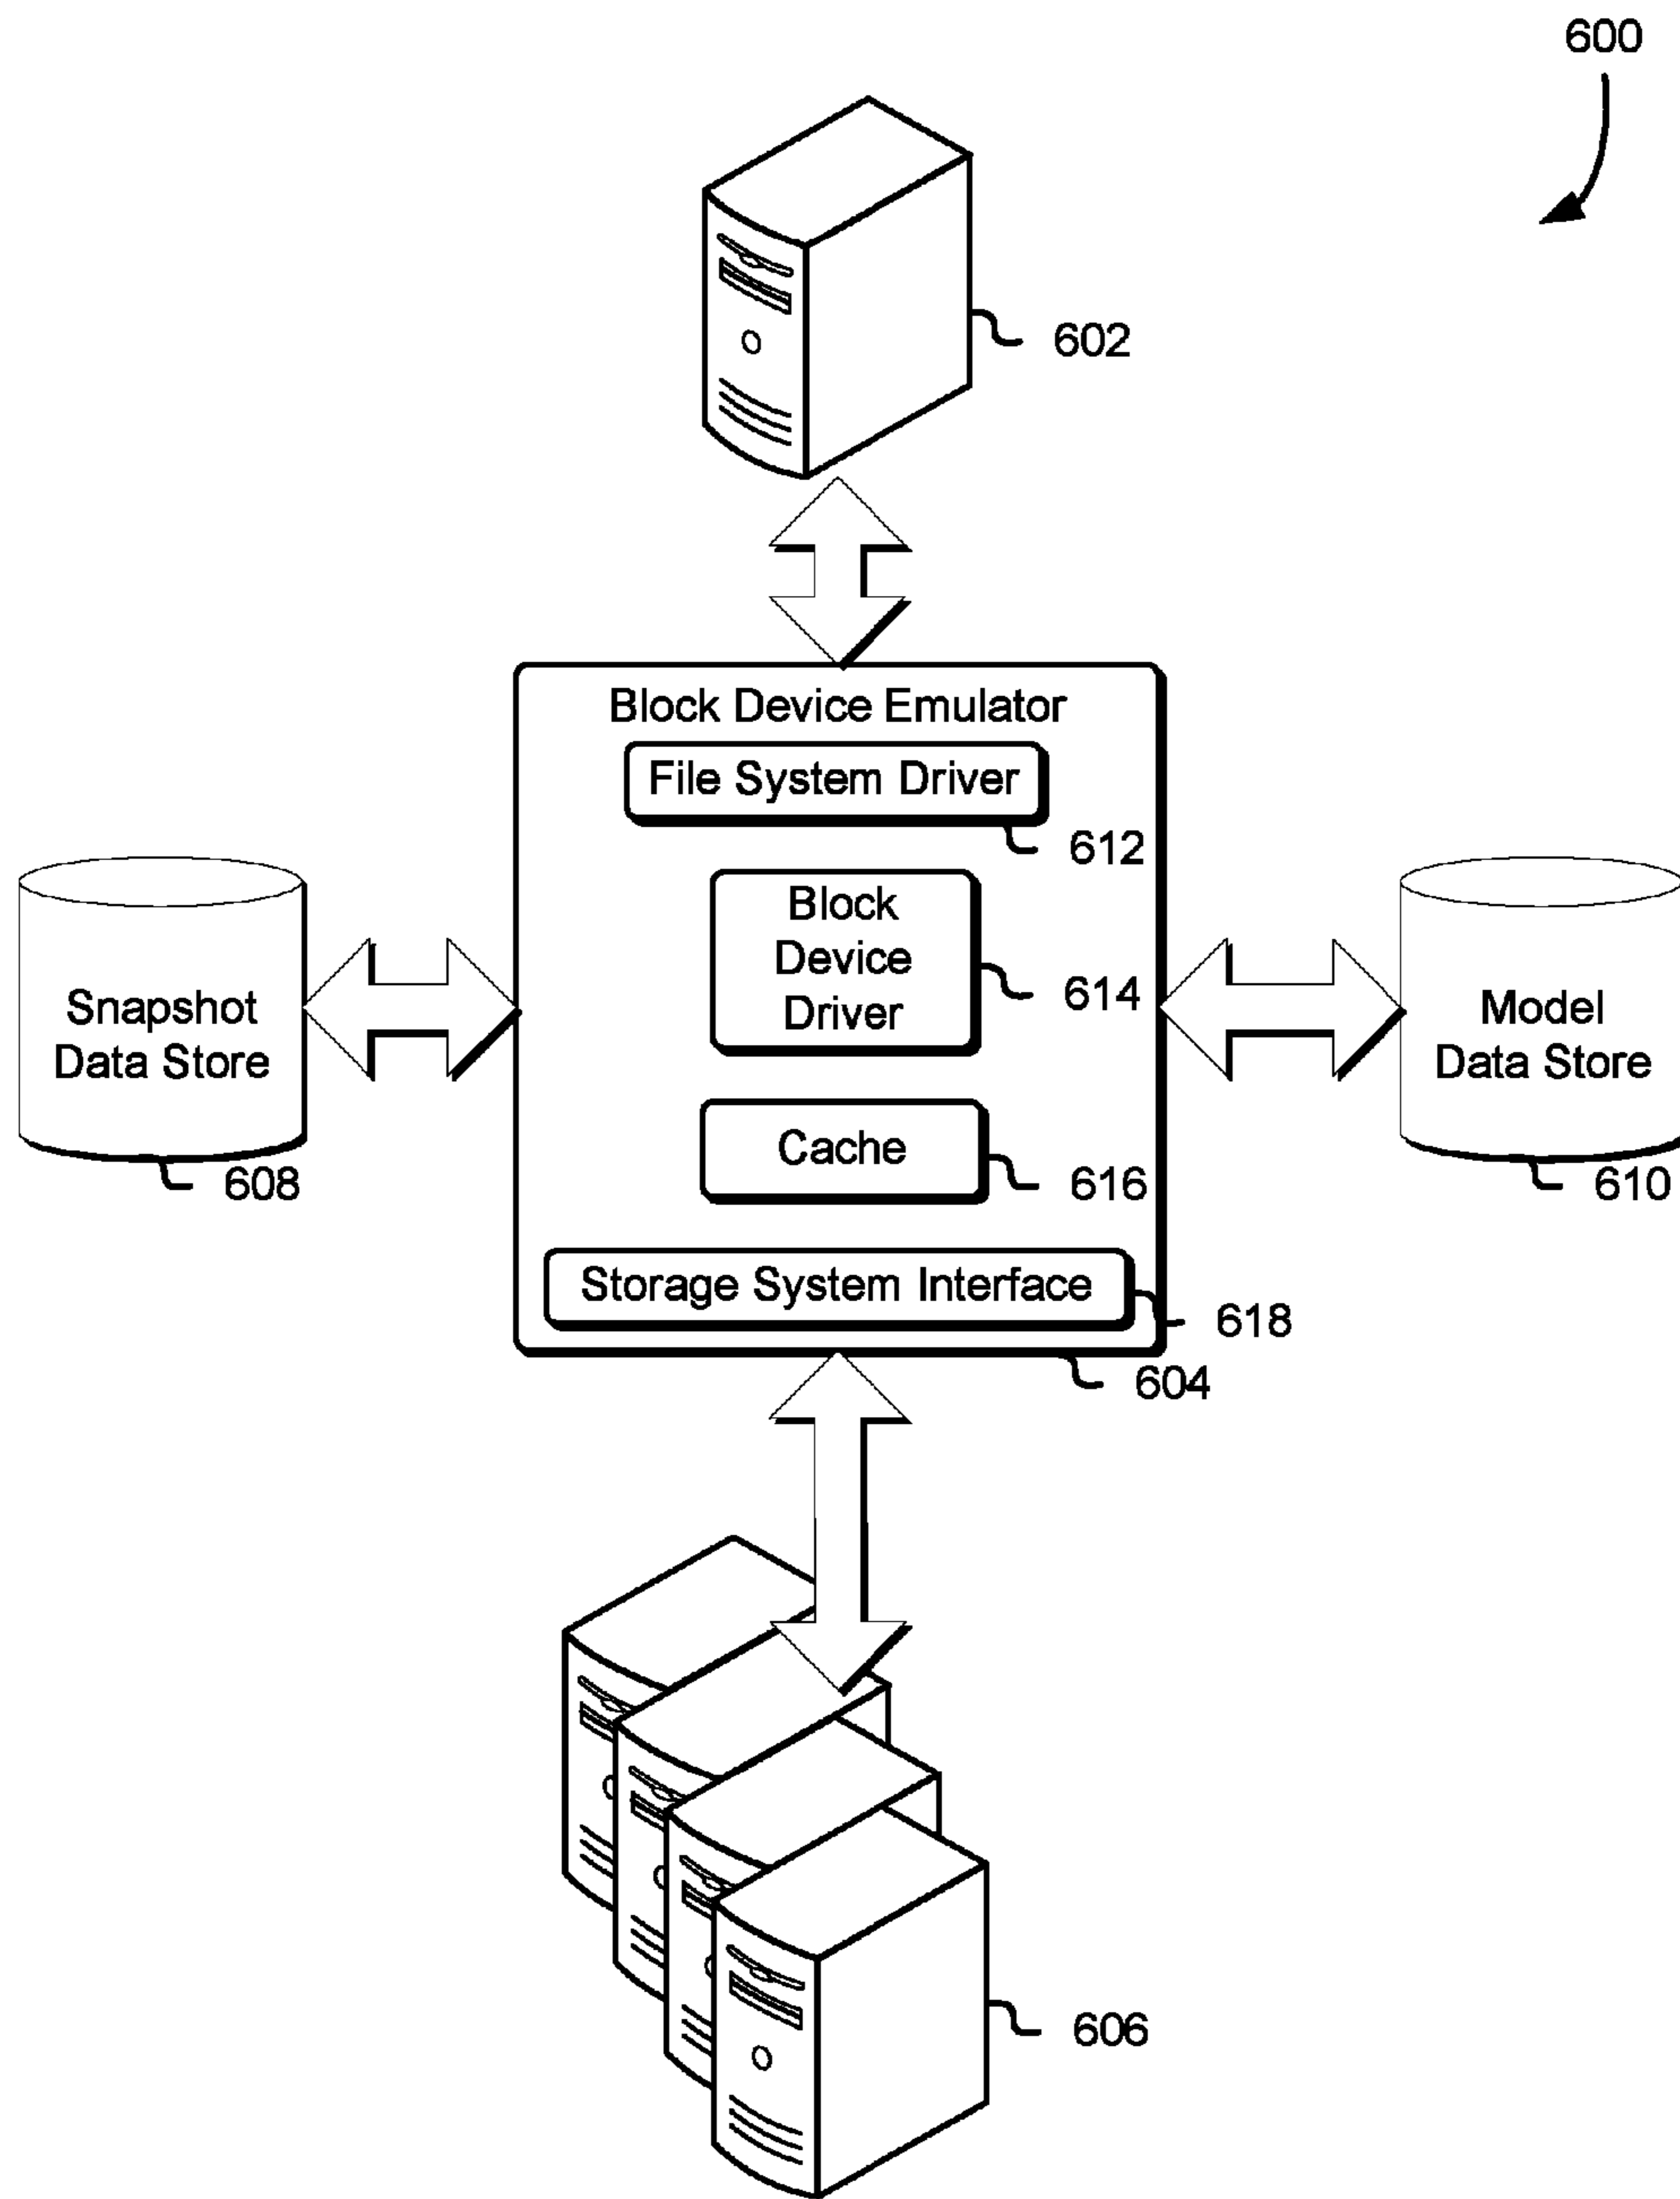 600
602
Block Device Emulator
File System Driver
612
Block
Device
Driver
614
Snapshot
Data Store
608
Model
Data Store
610
Cache
616
Storage System Interface
618
604
606